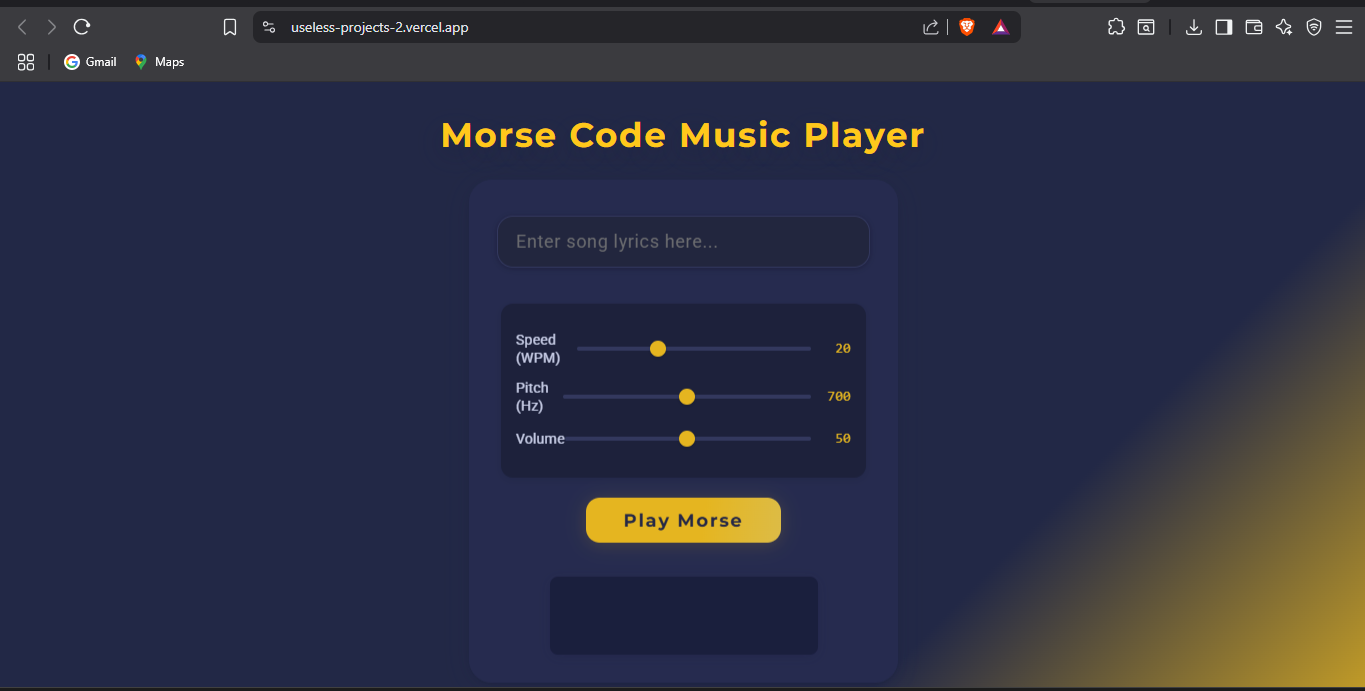 useless-projects-2.vercel.app
Gmail
Maps
Morse Code Music Player
Enter song lyrics here...
Speed
(WPM)
20
Pitch
(Hz)
700
Volume
50
Play Morse